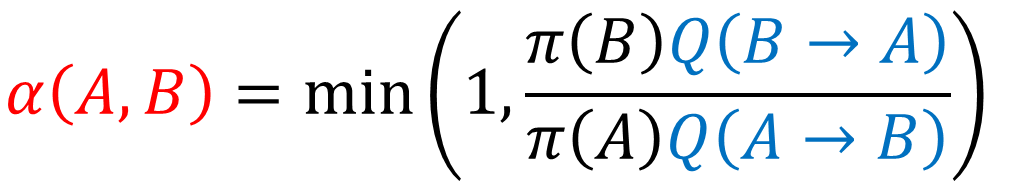 α(A, B) = min(1, π(B)Q(B → A) / π(A)Q(A → B))